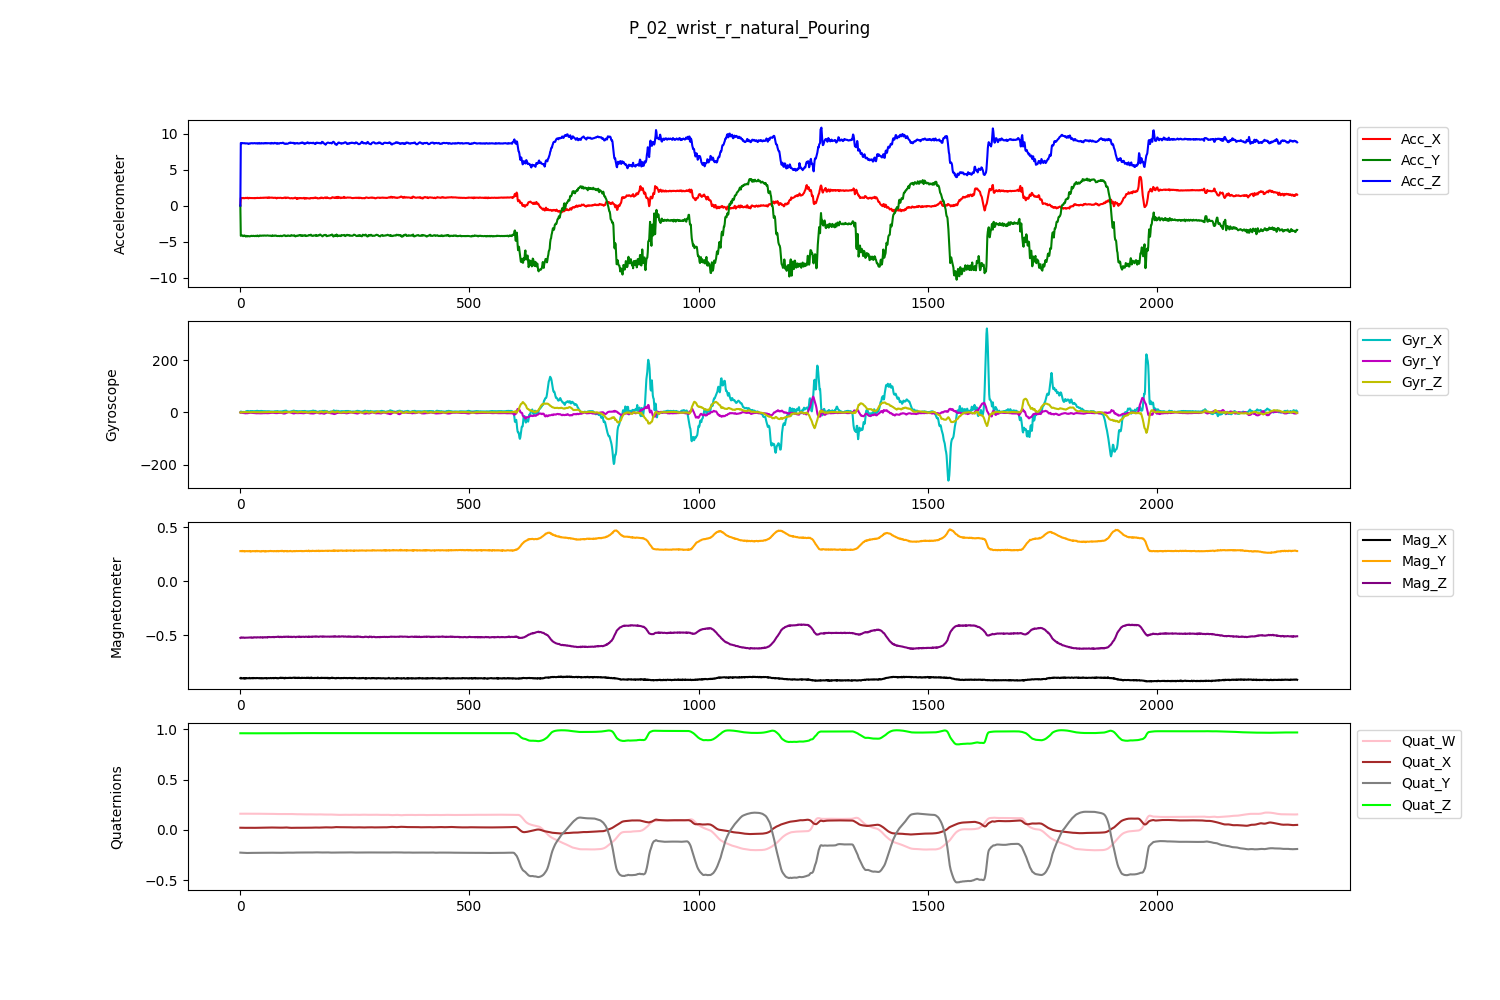 P_02_wrist_r_natural_Pouring
Accelerometer
10
5
0
−5
−10
0 500 1000 1500 2000
Acc_X
Acc_Y
Acc_Z
Gyroscope
200
0
−200
0 500 1000 1500 2000
Gyr_X
Gyr_Y
Gyr_Z
Magnetometer
0.5
0.0
−0.5
0 500 1000 1500 2000
Mag_X
Mag_Y
Mag_Z
Quaternions
1.0
0.5
0.0
−0.5
0 500 1000 1500 2000
Quat_W
Quat_X
Quat_Y
Quat_Z